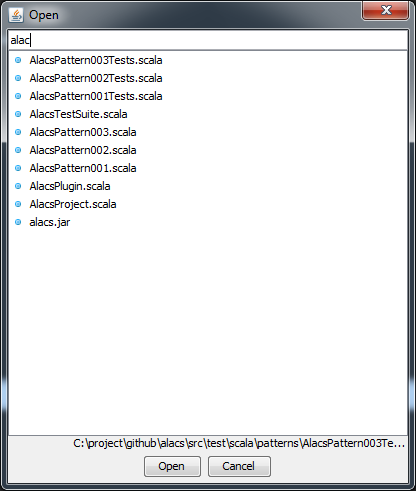 Open
alac
AlacsPattern003Tests.scala
AlacsPattern002Tests.scala
AlacsPattern001Tests.scala
AlacsTestSuite.scala
AlacsPattern003.scala
AlacsPattern002.scala
AlacsPattern001.scala
AlacsPlugin.scala
AlacsProject.scala
alacs.jar
C:\project\github\alacs\src\test\scala\patterns\AlacsPattern003Te...
Open Cancel